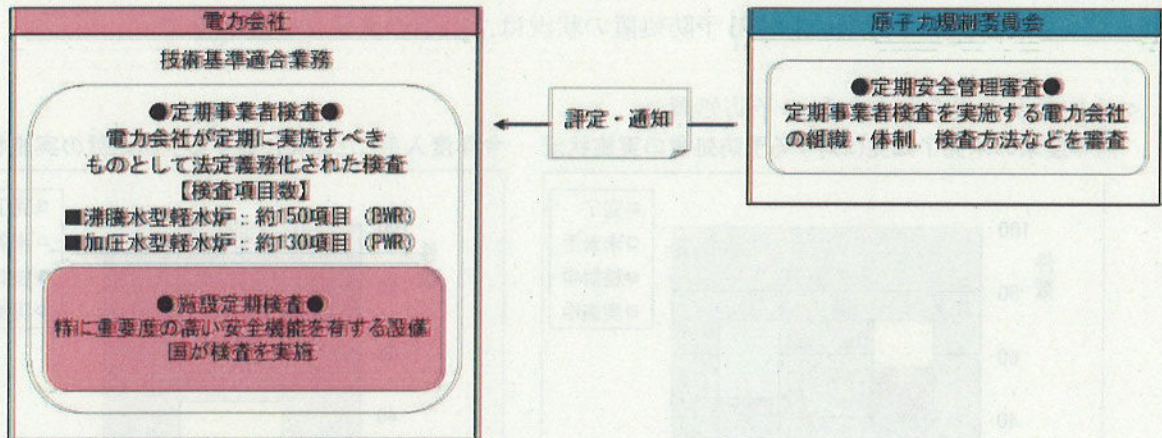 電力会社
技術基準適合業務
●定期事業者検査●
電力会社が定期に実施すべき
ものとして法定義務化された検査
【検査項目数】
■沸騰水型軽水炉:約150項目(BWR)
■加圧水型軽水炉:約130項目(PWR)
●施設定期検査●
特に重要度の高い安全機能を有する設備
国が検査を実施
評定・通知
原子力規制委員会
●定期安全管理審査●
定期事業者検査を実施する電力会社
の組織・体制、検査方法などを審査